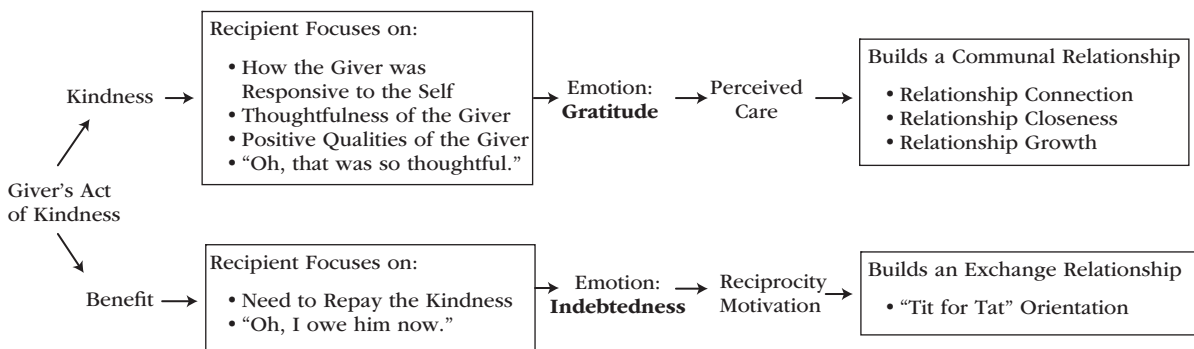 Giver's Act
of Kindness
Kindness
Recipient Focuses on:
• How the Giver was
Responsive to the Self
• Thoughtfulness of the Giver
• Positive Qualities of the Giver
• “Oh, that was so thoughtful.”
Emotion:
Gratitude
Perceived
Care
Builds a Communal Relationship
• Relationship Connection
• Relationship Closeness
• Relationship Growth
Benefit
Recipient Focuses on:
• Need to Repay the Kindness
• “Oh, I owe him now.”
Emotion:
Indebtedness
Reciprocity
Motivation
Builds an Exchange Relationship
• “Tit for Tat” Orientation